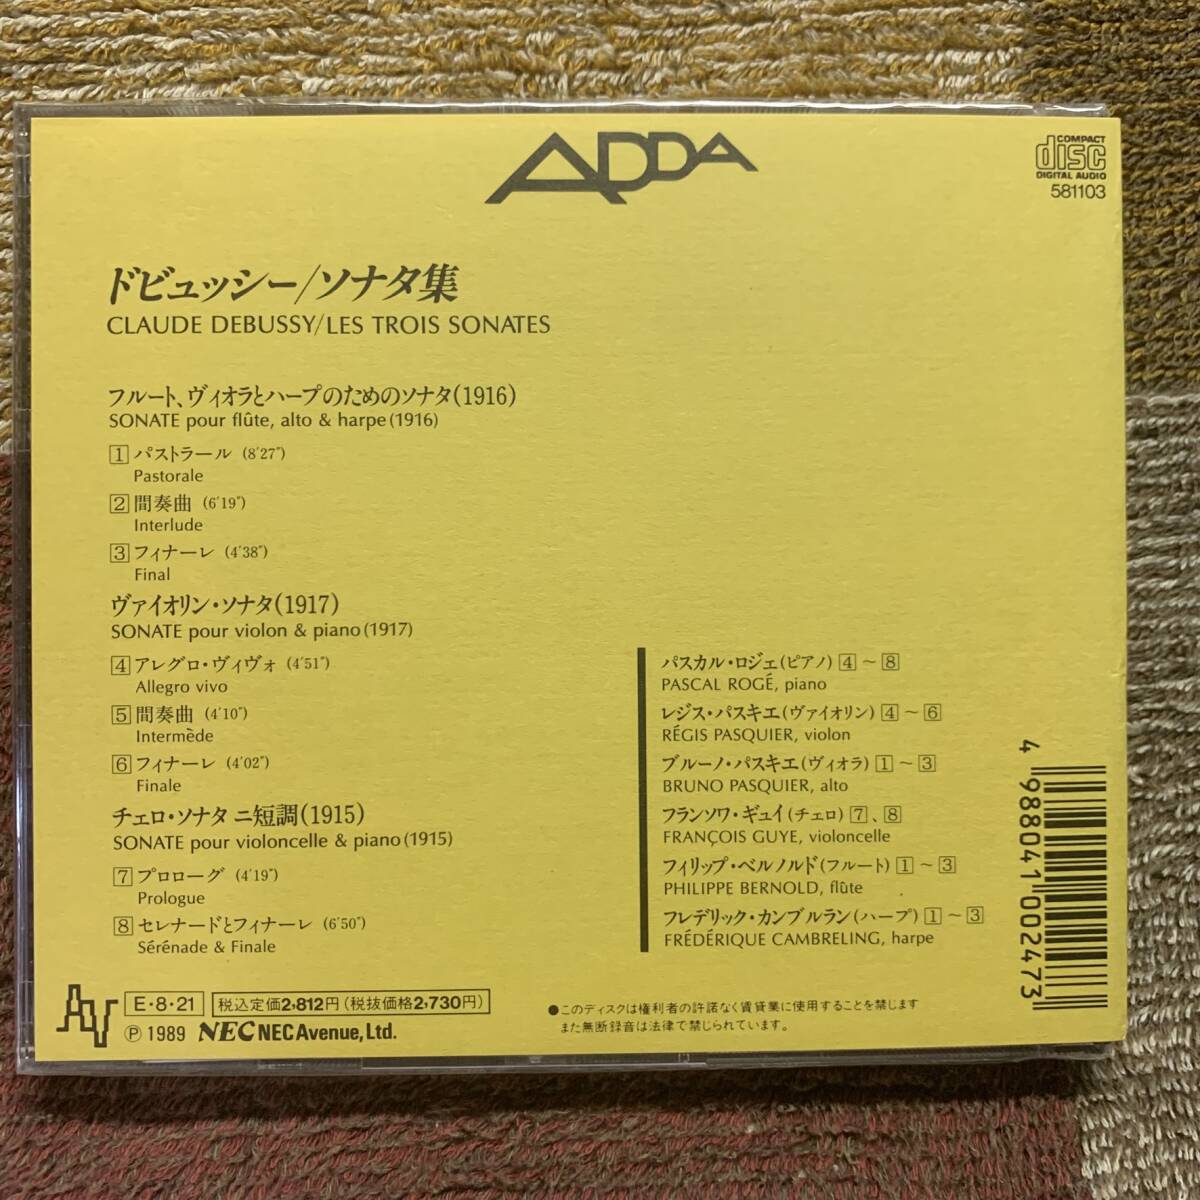 ADDA
COMPACT
disc
DIGITAL AUDIO
581103
ドビュッシー/ソナタ集
CLAUDE DEBUSSY/LES TROIS SONATES
フルート、ヴィオラとハープのためのソナタ(1916)
SONATE pour flûte, alto & harpe(1916)
1 パストラール (8'27")
Pastorale
2 間奏曲 (6'19")
Interlude
3 フィナーレ (4'38")
Final
ヴァイオリン・ソナタ(1917)
SONATE pour violon & piano(1917)
4 アレグロ・ヴィヴォ (4'51")
Allegro vivo
5 間奏曲 (4'10")
Intermède
6 フィナーレ (4'02")
Finale
チェロ・ソナタ ニ短調(1915)
SONATE pour violoncelle & piano(1915)
7 プロローグ (4'19")
Prologue
8 セレナードとフィナーレ (6'50")
Sérénade & Finale
パスカル・ロジェ(ピアノ) 4 ~ 8
PASCAL ROGÉ, piano
レジス・パスキエ(ヴァイオリン) 4 ~ 6
RÉGIS PASQUIER, violon
ブルーノ・パスキエ(ヴィオラ) 1 ~ 3
BRUNO PASQUIER, alto
フランソワ・ギュイ(チェロ) 7、8
FRANÇOIS GUYE, violoncelle
フィリップ・ベルノルド(フルート) 1 ~ 3
PHILIPPE BERNOLD, flûte
フレデリック・カンブルラン(ハープ) 1 ~ 3
FRÉDÉRIQUE CAMBRELING, harpe
4 988041 002473
E・8・21 税込定価2,812円(税抜価格2,730円)
Ⓟ 1989 NEC NEC Avenue, Ltd.
●このディスクは権利者の許諾なく賃貸業に使用することを禁じます
また無断録音は法律で禁じられています。